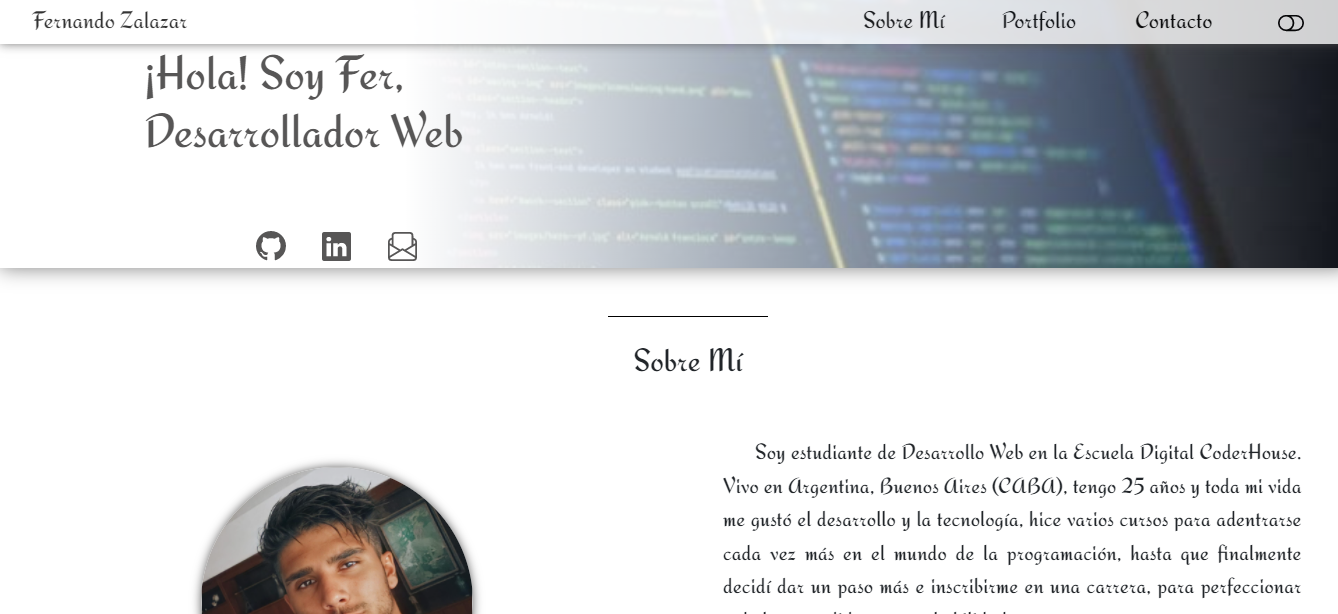 Fernando Zalazar
Sobre Mí
Portfolio
Contacto
¡Hola! Soy Fer,
Desarrollador Web
Sobre Mí
Soy estudiante de Desarrollo Web en la Escuela Digital CoderHouse.
Vivo en Argentina, Buenos Aires (CABA), tengo 25 años y toda mi vida
me gustó el desarrollo y la tecnología, hice varios cursos para adentrarse
cada vez más en el mundo de la programación, hasta que finalmente
decidí dar un paso más e inscribirme en una carrera, para perfeccionar